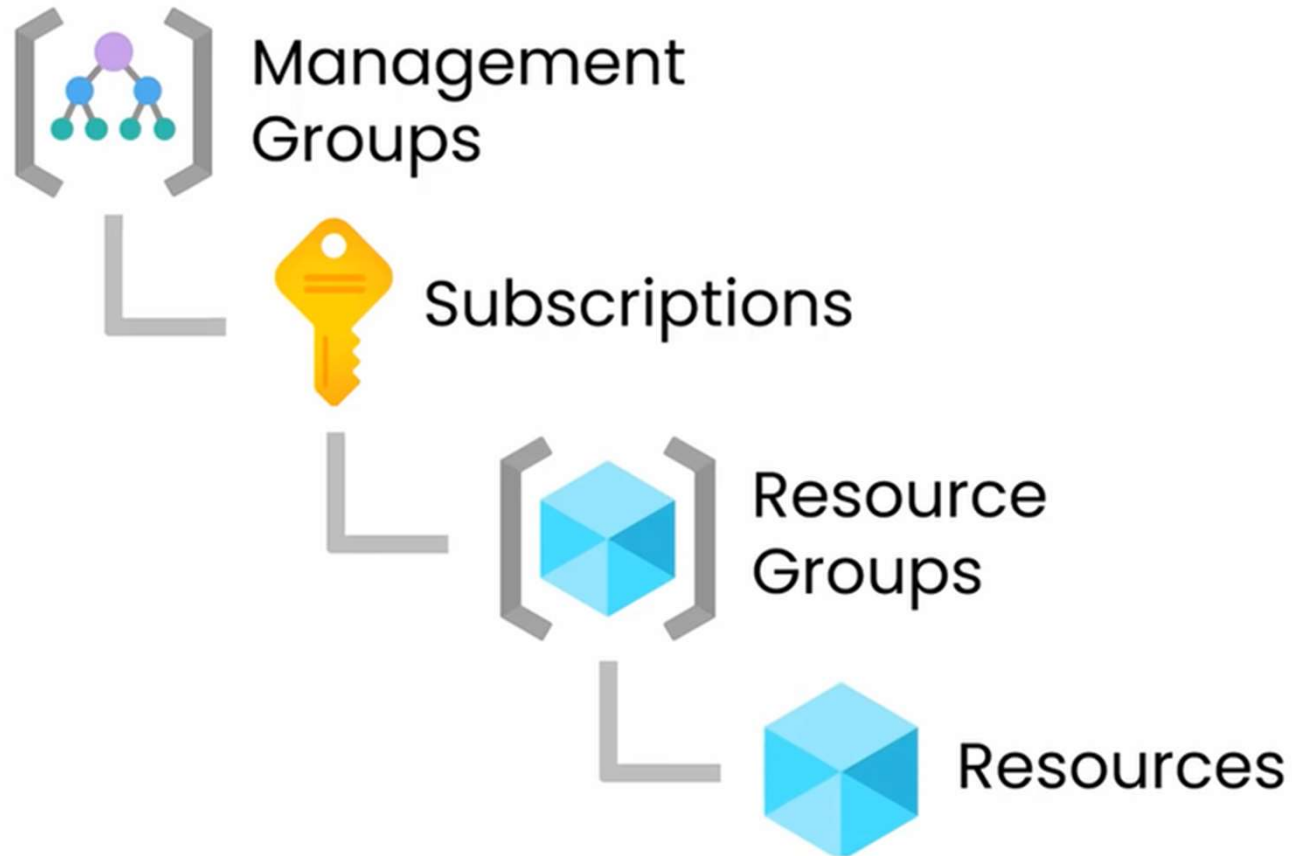 Management
Groups
Subscriptions
Resource
Groups
Resources